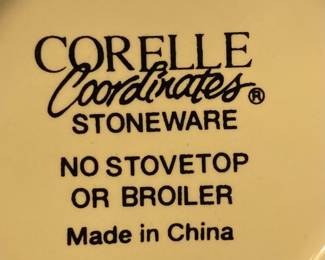 CORELLE
Coordinates®
STONEWARE
NO STOVETOP
OR BROILER
Made in China